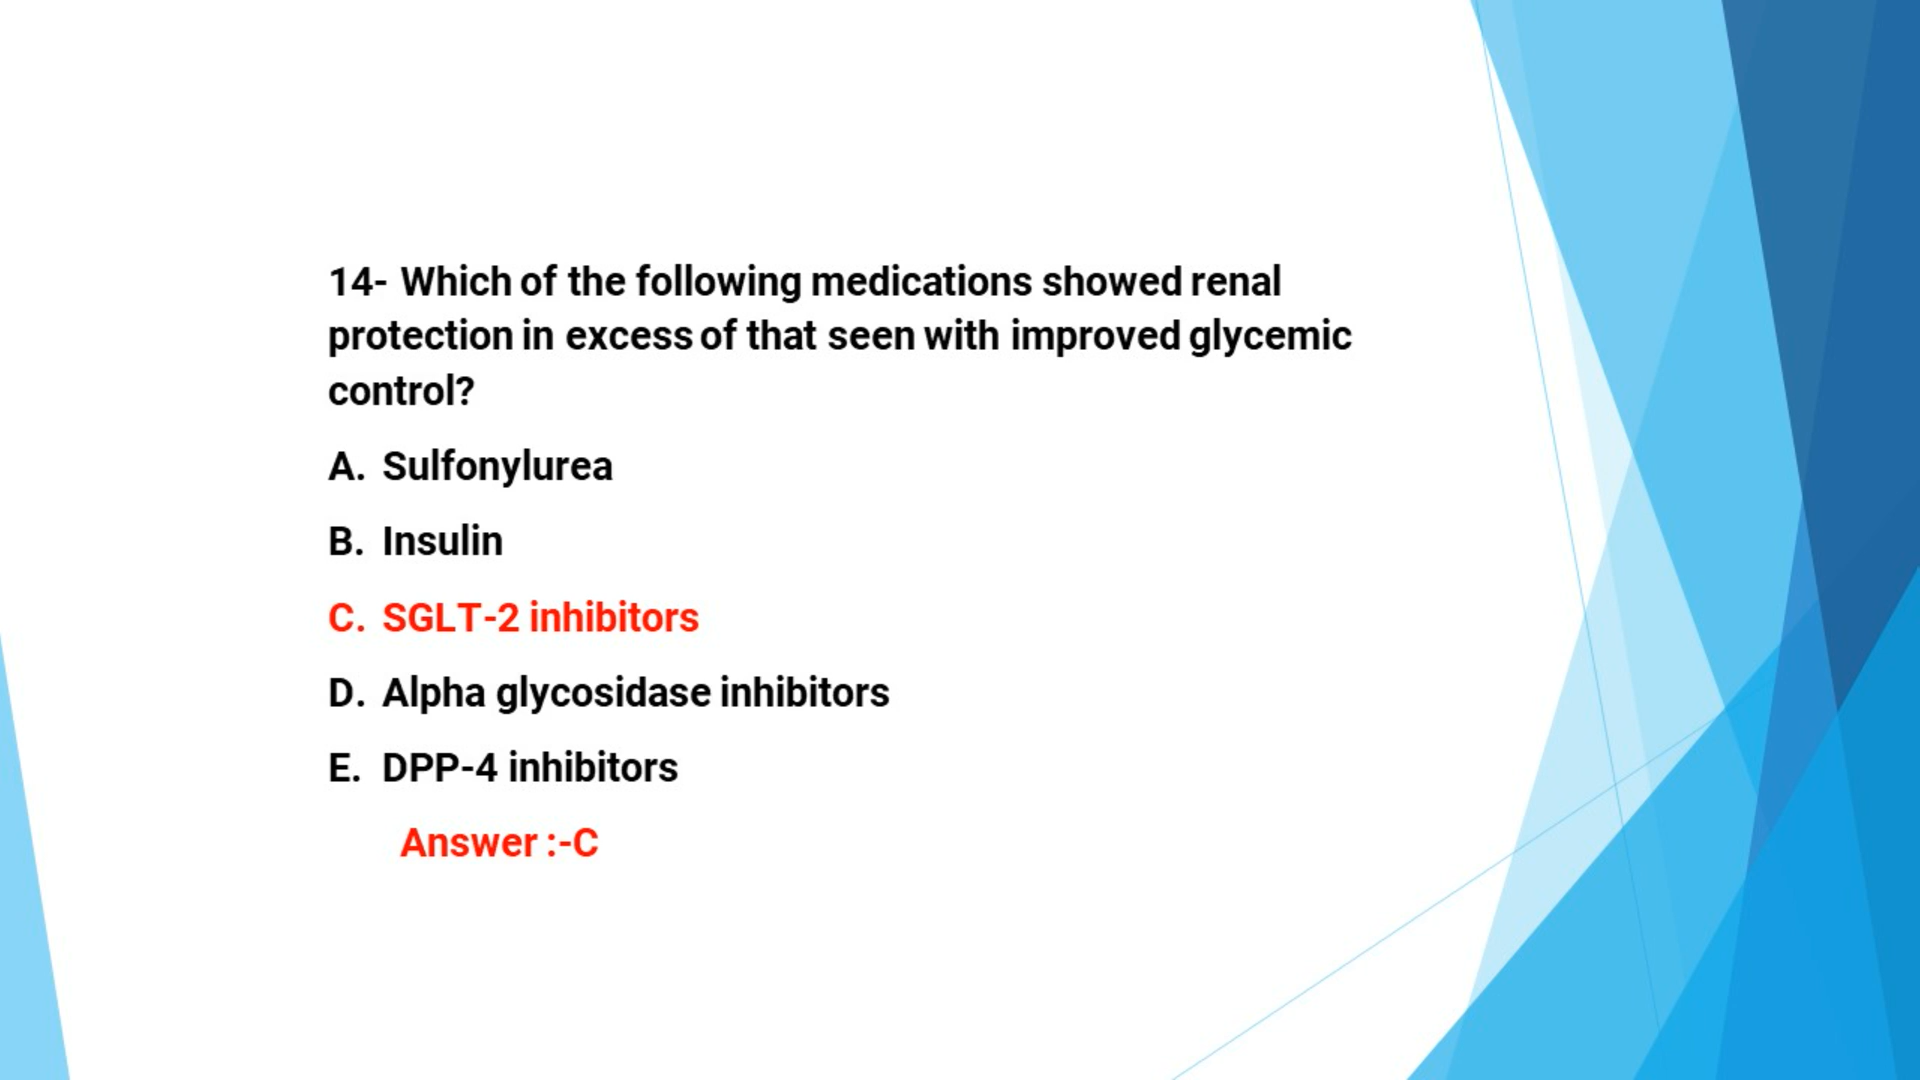 14- Which of the following medications showed renal
protection in excess of that seen with improved glycemic
control?
A. Sulfonylurea
B. Insulin
C. SGLT-2 inhibitors
D. Alpha glycosidase inhibitors
E. DPP-4 inhibitors
Answer :-C